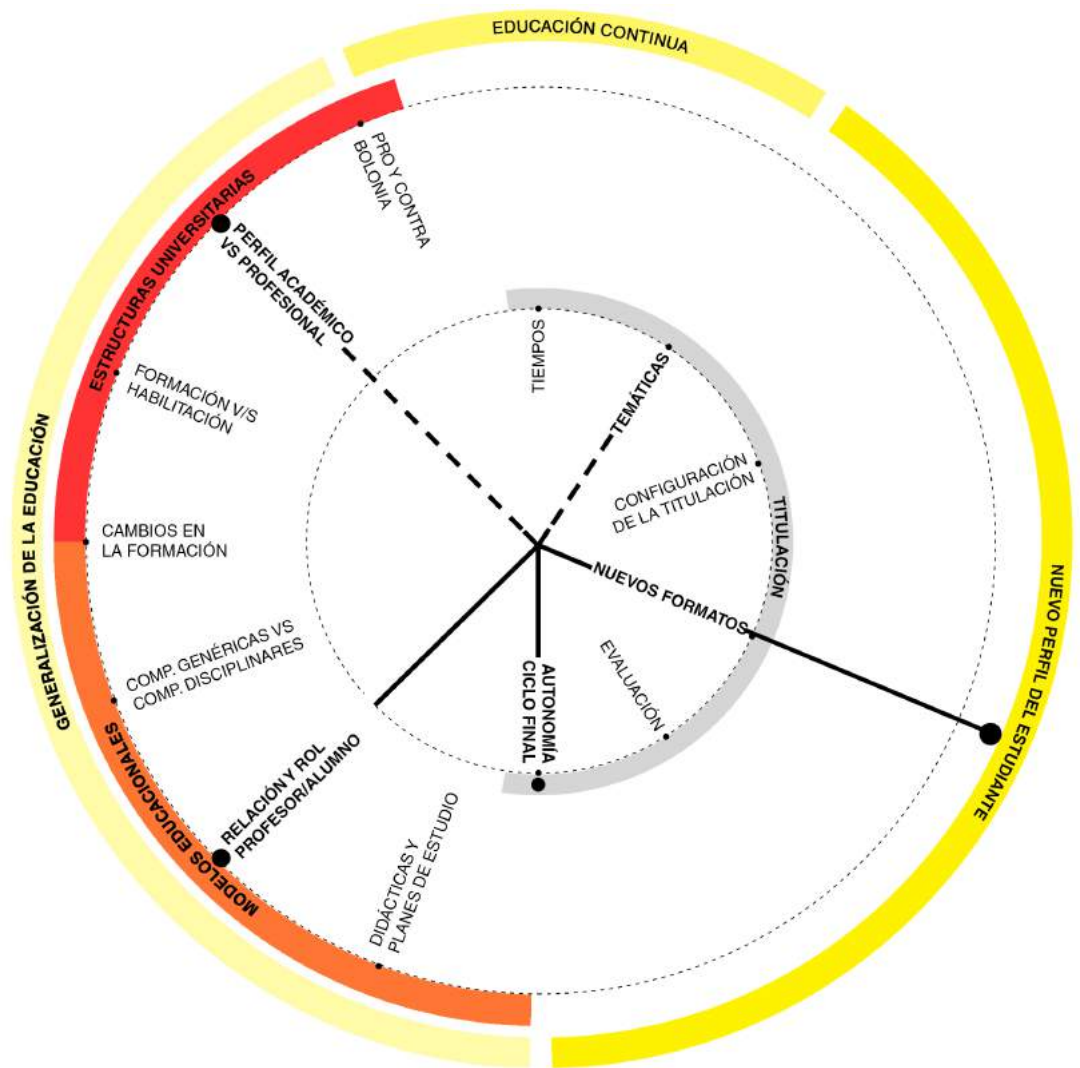 EDUCACIÓN CONTINUA
PRO Y CONTRA
BOLONIA
ESTRUCTURAS UNIVERSITARIAS
PERFIL ACADÉMICO
VS PROFESIONAL
TIEMPOS
TEMÁTICAS
FORMACIÓN V/S
HABILITACIÓN
CONFIGURACIÓN
DE LA TITULACIÓN
TITULACIÓN
GENERALIZACIÓN DE LA EDUCACIÓN
CAMBIOS EN
LA FORMACIÓN
NUEVOS FORMATOS
NUEVO PERFIL DEL ESTUDIANTE
COMP. GENÉRICAS VS
COMP. DISCIPLINARES
EVALUACIÓN
AUTONOMÍA
CICLO FINAL
MODELOS EDUCACIONALES
RELACIÓN Y ROL
PROFESOR/ALUMNO
DIDÁCTICAS Y
PLANES DE ESTUDIO